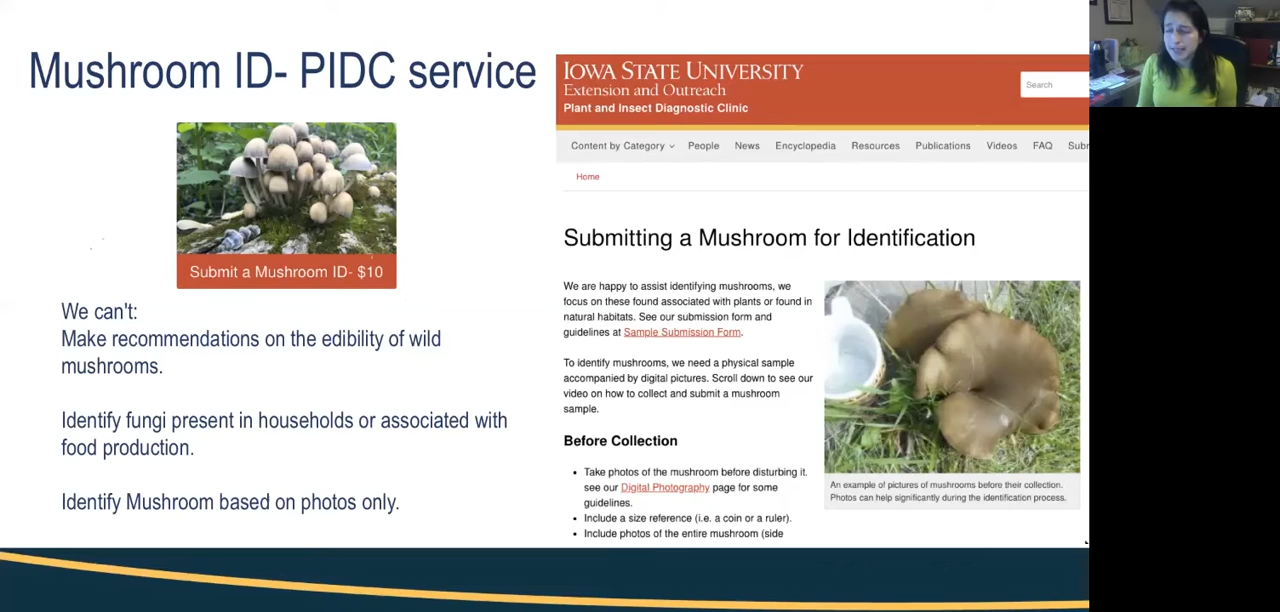 Mushroom ID- PIDC service
Submit a Mushroom ID- $10
We can't:
Make recommendations on the edibility of wild
mushrooms.
Identify fungi present in households or associated with
food production.
Identify Mushroom based on photos only.
IOWA STATE UNIVERSITY
Extension and Outreach
Plant and Insect Diagnostic Clinic
Search
Content by Category People News Encyclopedia Resources Publications Videos FAQ Subm
Home
Submitting a Mushroom for Identification
We are happy to assist identifying mushrooms, we
focus on these found associated with plants or found in
natural habitats. See our submission form and
guidelines at Sample Submission Form.
To identify mushrooms, we need a physical sample
accompanied by digital pictures. Scroll down to see our
video on how to collect and submit a mushroom
sample.
Before Collection
• Take photos of the mushroom before disturbing it.
see our Digital Photography page for some
guidelines.
• Include a size reference (i.e. a coin or a ruler).
• Include photos of the entire mushroom (side
An example of pictures of mushrooms before their collection.
Photos can help significantly during the identification process.